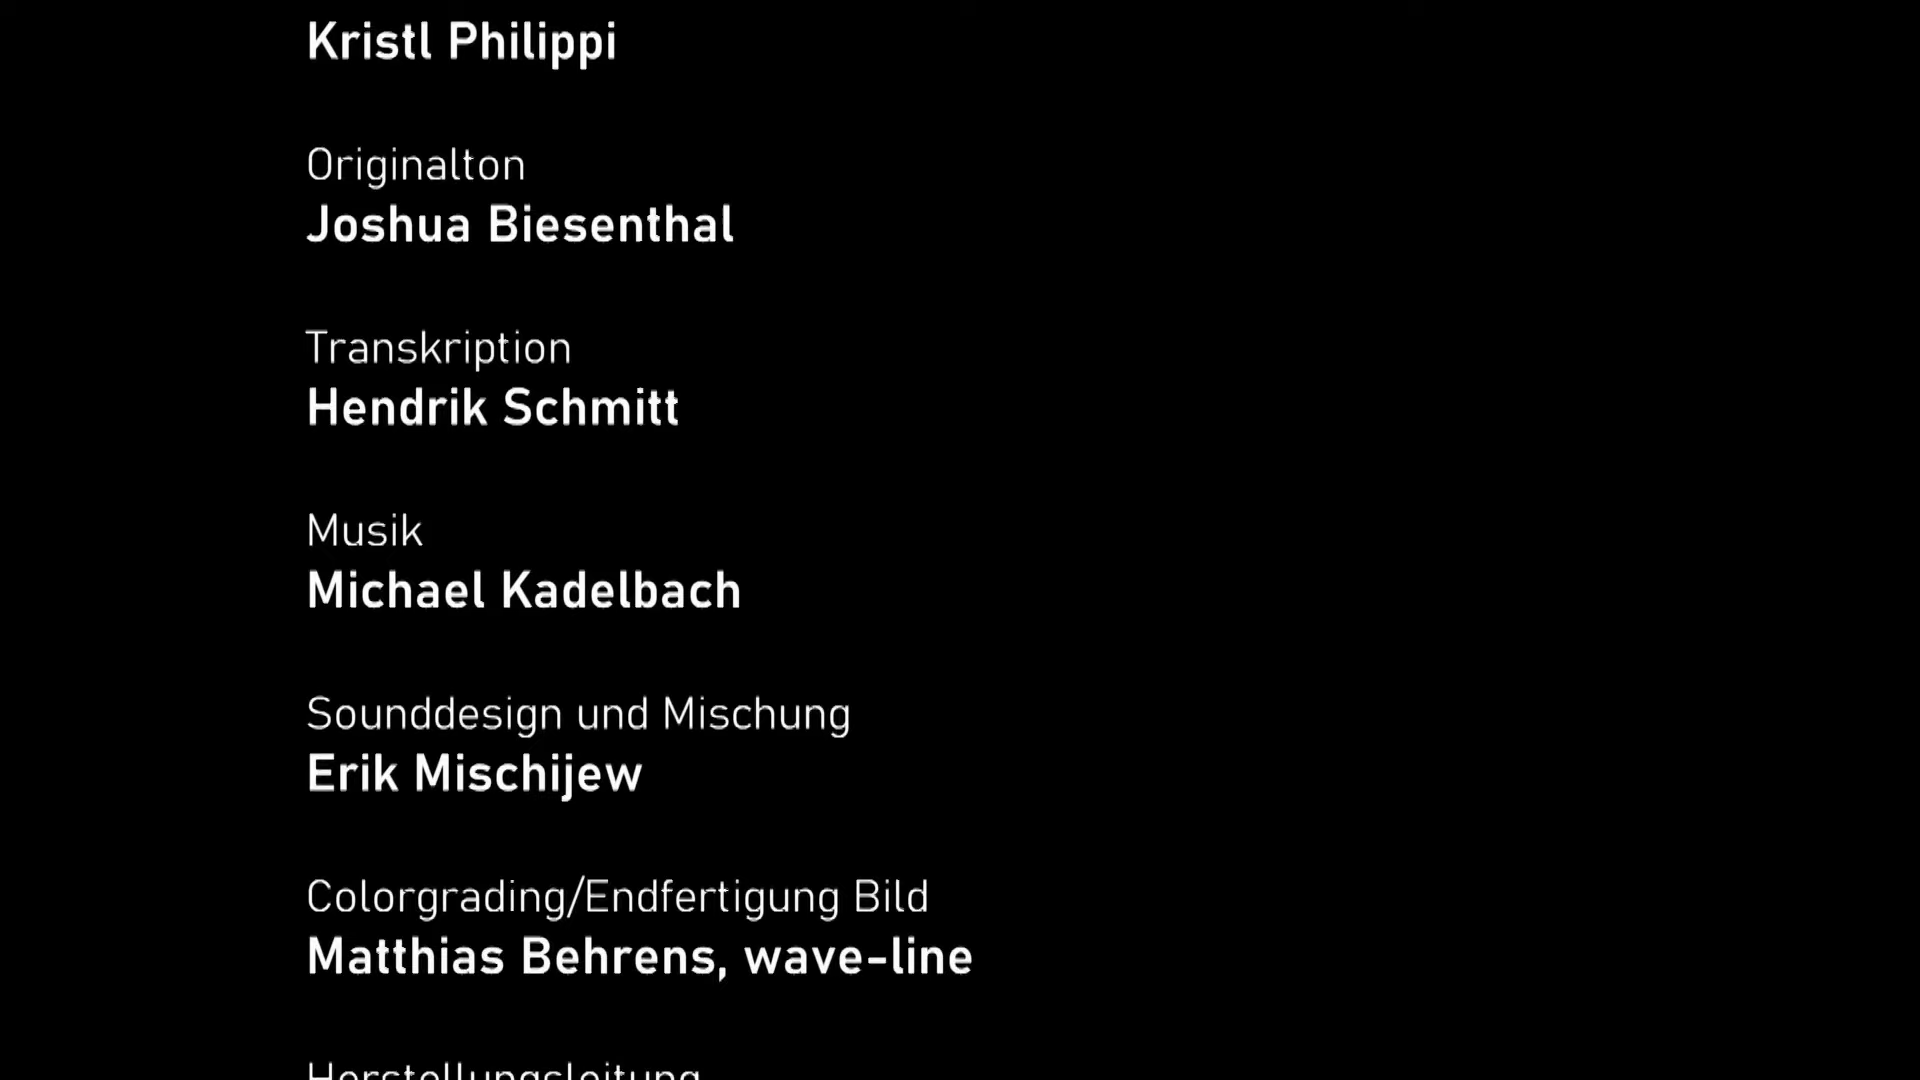 Kristl Philippi
Originalton
Joshua Biesenthal
Transkription
Hendrik Schmitt
Musik
Michael Kadelbach
Sounddesign und Mischung
Erik Mischijew
Colorgrading/Endfertigung Bild
Matthias Behrens, wave-line
Herstellungsleitung